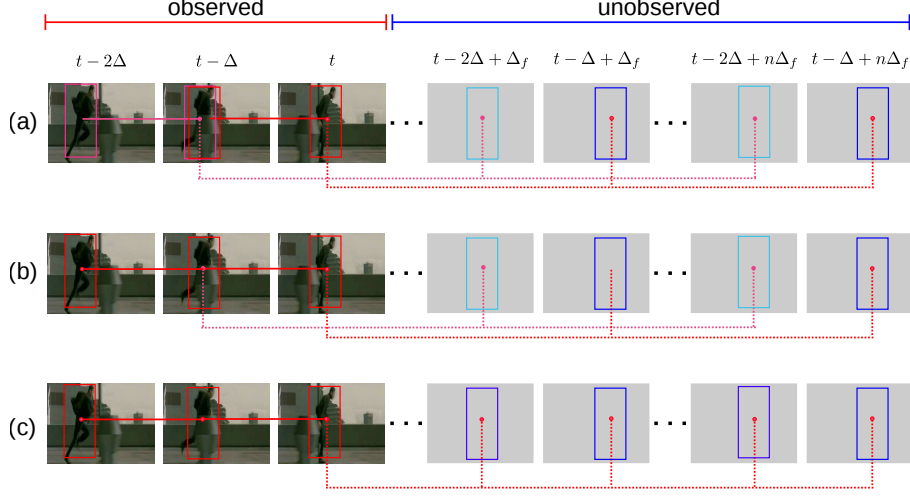 observed unobserved
t − 2Δ t − Δ t t − 2Δ + Δ_f t − Δ + Δ_f t − 2Δ + nΔ_f t − Δ + nΔ_f
(a) ... ...
(b) ... ...
(c) ... ...